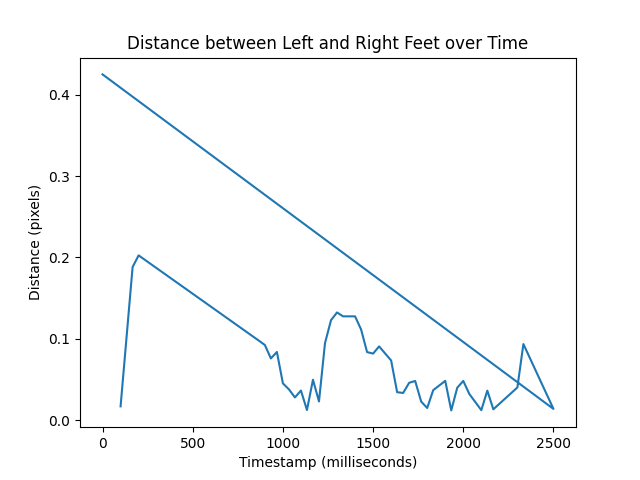 Distance between Left and Right Feet over Time
0.4
0.3
0.2
0.1
0.0
Distance (pixels)
0 500 1000 1500 2000 2500
Timestamp (milliseconds)